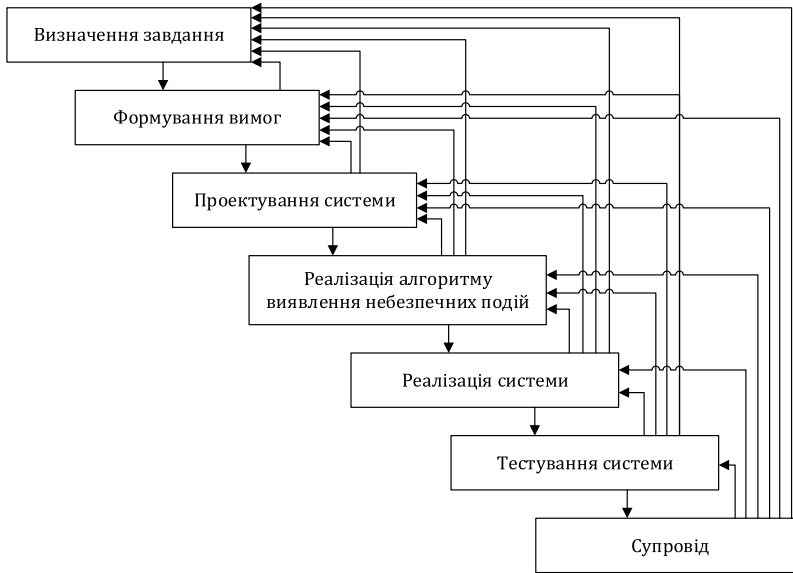 Визначення завдання
Формування вимог
Проектування системи
Реалізація алгоритму
виявлення небезпечних подій
Реалізація системи
Тестування системи
Супровід